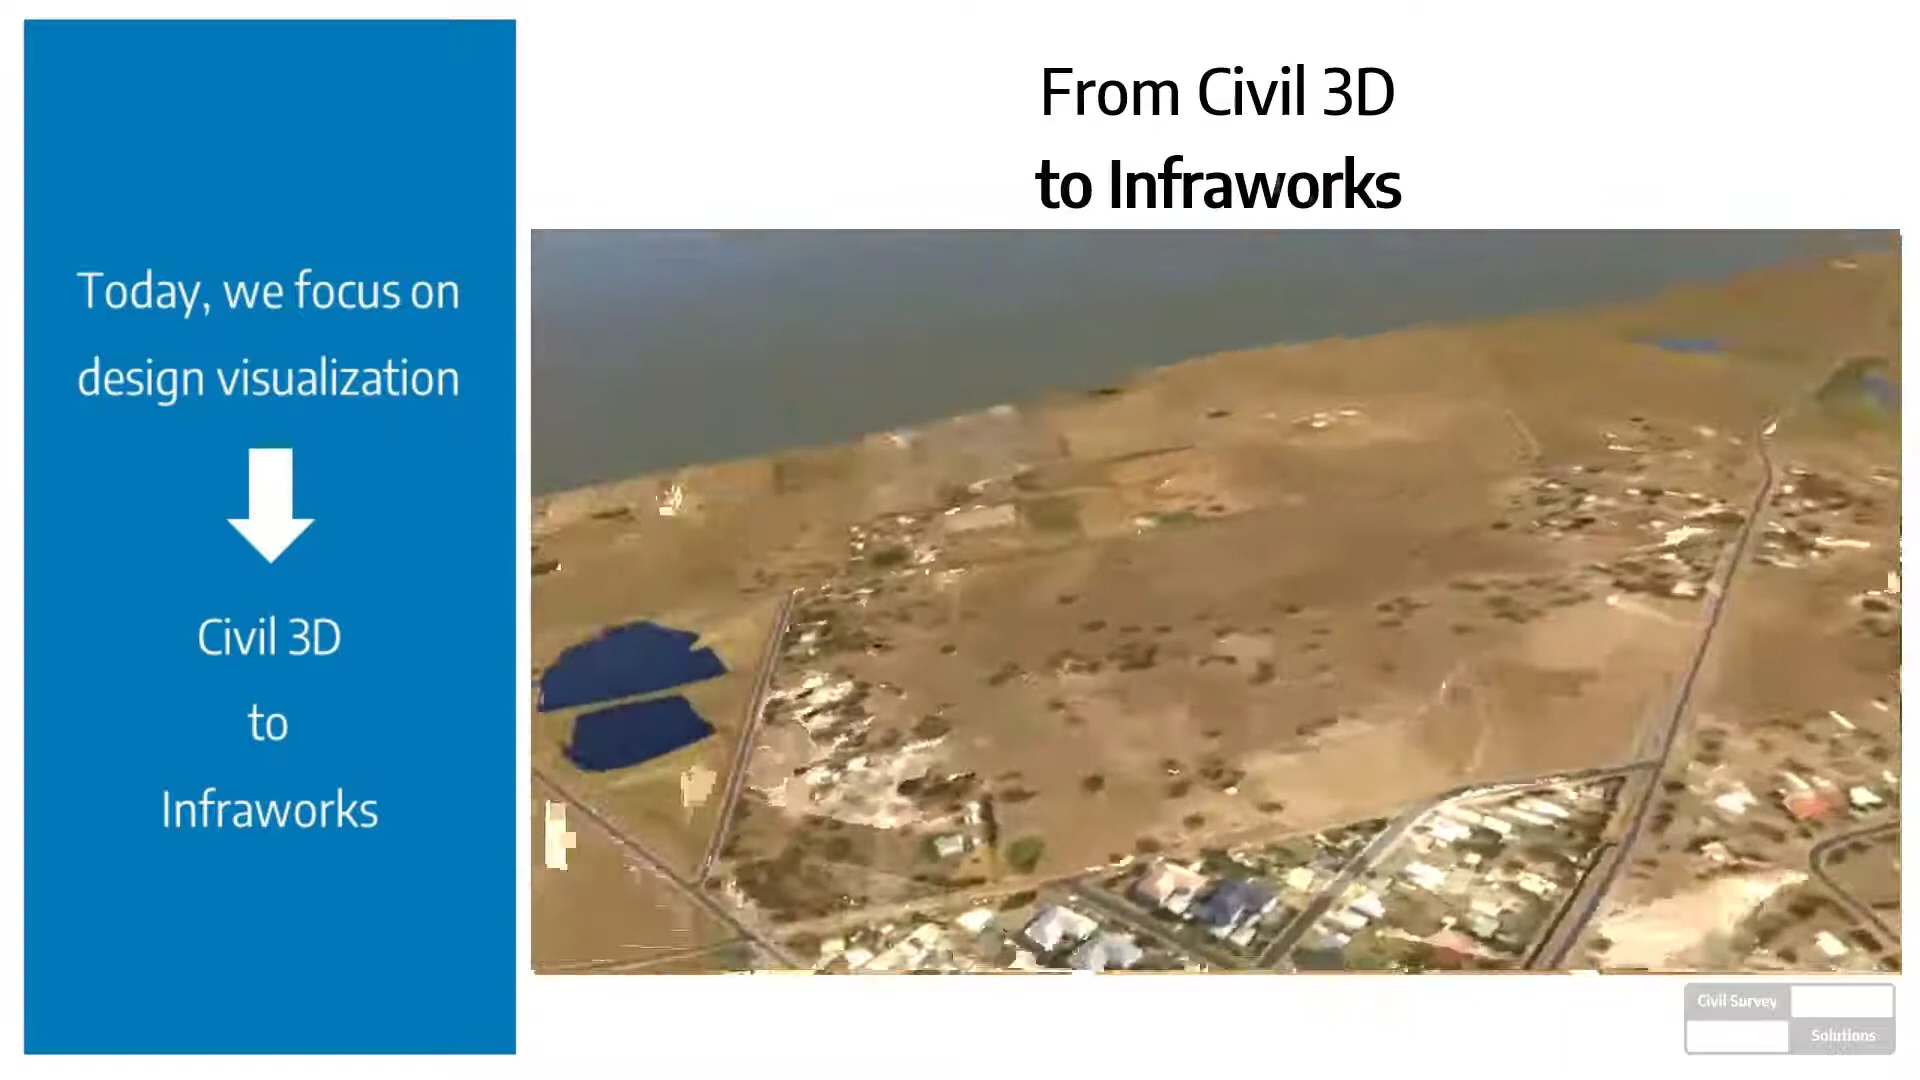 From Civil 3D
to Infraworks
Today, we focus on
design visualization
Civil 3D
to
Infraworks
Civil Survey
Solutions